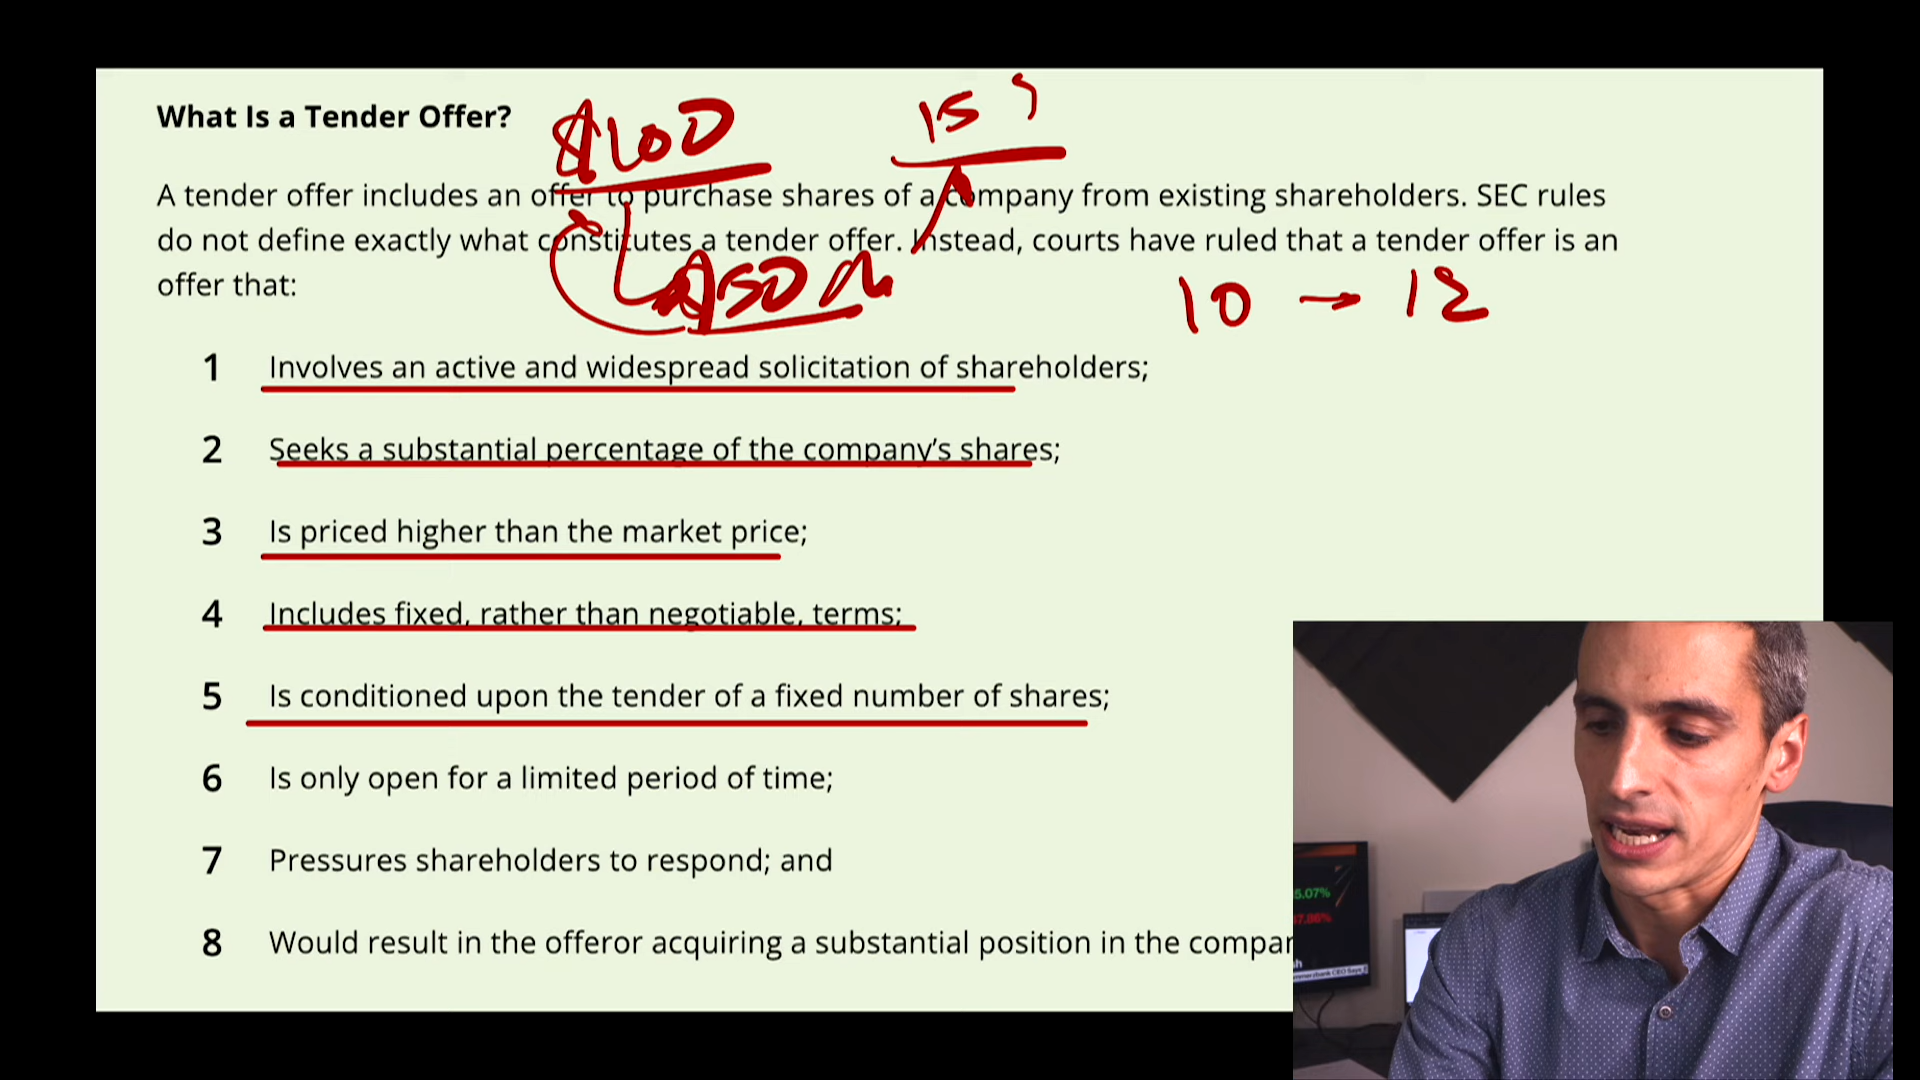 What Is a Tender Offer?
$100
15 %
A tender offer includes an offer to purchase shares of a company from existing shareholders. SEC rules
do not define exactly what constitutes a tender offer. Instead, courts have ruled that a tender offer is an
offer that:
$50 m
10 → 12
1 Involves an active and widespread solicitation of shareholders;
2 Seeks a substantial percentage of the company's shares;
3 Is priced higher than the market price;
4 Includes fixed, rather than negotiable, terms;
5 Is conditioned upon the tender of a fixed number of shares;
6 Is only open for a limited period of time;
7 Pressures shareholders to respond; and
8 Would result in the offeror acquiring a substantial position in the
5.07%